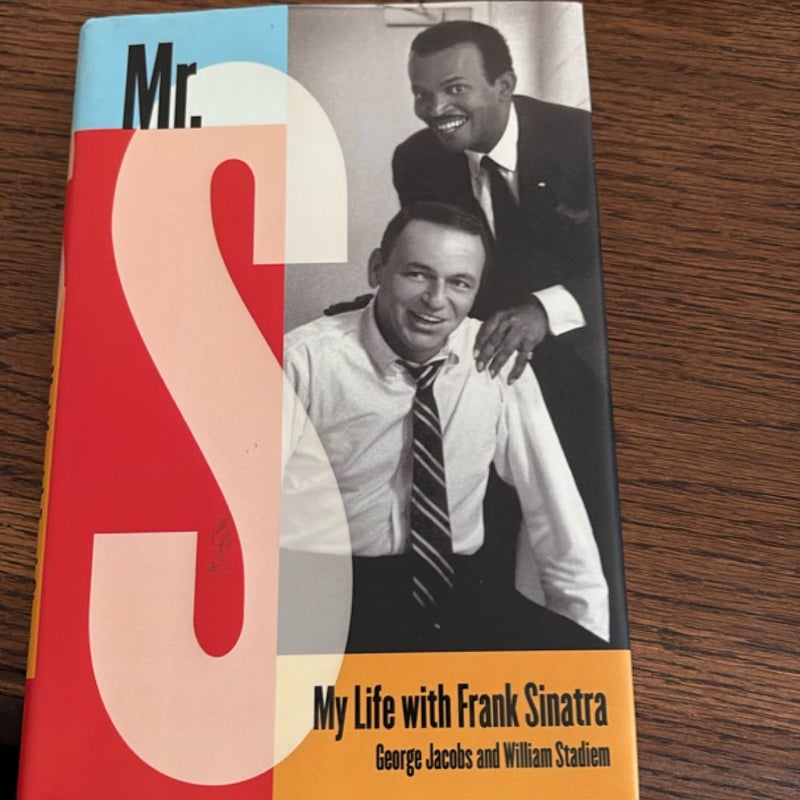 Mr.
S
My Life with Frank Sinatra
George Jacobs and William Stadiem